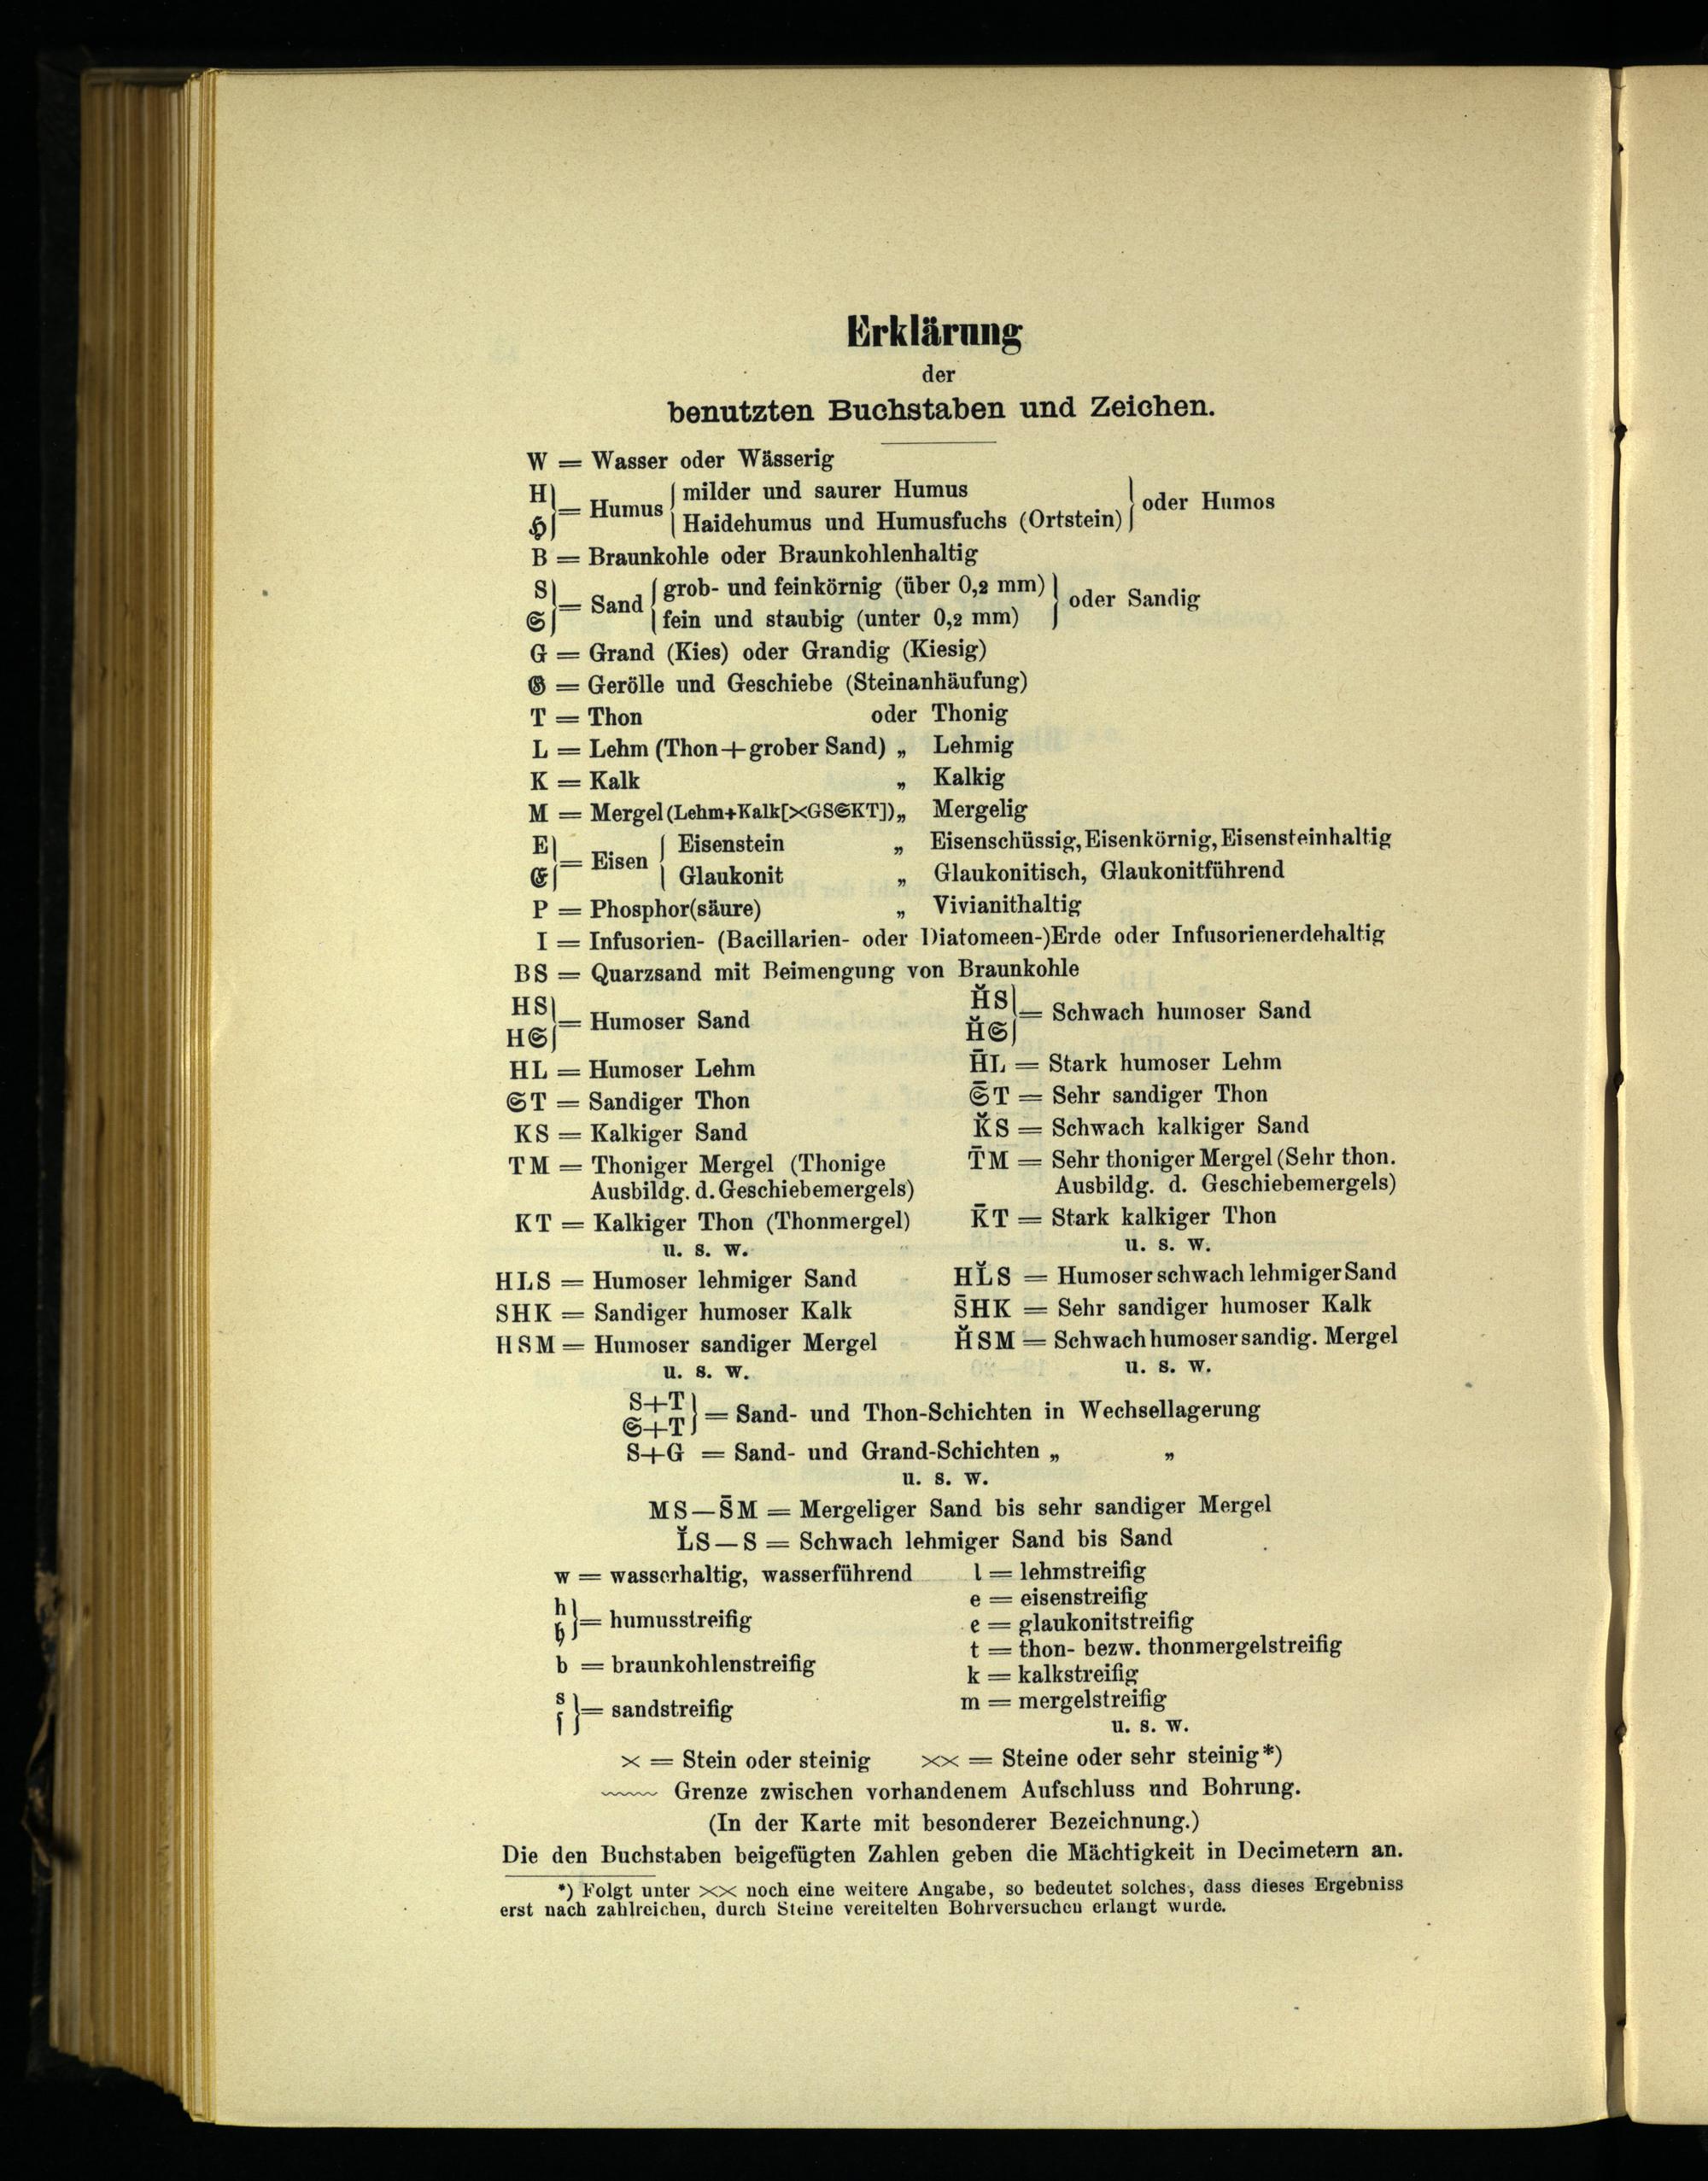 Erklärung
der
benutzten Buchstaben und Zeichen.
W = Wasser oder Wässerig
H } = Humus { milder und saurer Humus } oder Humos
ℌ } { Haidehumus und Humusfuchs (Ortstein) }
B = Braunkohle oder Braunkohlenhaltig
S } = Sand { grob- und feinkörnig (über 0,2 mm) } oder Sandig
𝔖 } { fein und staubig (unter 0,2 mm) }
G = Grand (Kies) oder Grandig (Kiesig)
𝔊 = Gerölle und Geschiebe (Steinanhäufung)
T = Thon oder Thonig
L = Lehm (Thon+grober Sand) „ Lehmig
K = Kalk „ Kalkig
M = Mergel (Lehm+Kalk[×GS𝔖KT]) „ Mergelig
E } = Eisen { Eisenstein „ Eisenschüssig, Eisenkörnig, Eisensteinhaltig
𝔈 } { Glaukonit „ Glaukonitisch, Glaukonitführend
P = Phosphor(säure) „ Vivianithaltig
I = Infusorien- (Bacillarien- oder Diatomeen-)Erde oder Infusorienerdehaltig
BS = Quarzsand mit Beimengung von Braunkohle
HS } = Humoser Sand H̆S } = Schwach humoser Sand
H𝔖 } H̆𝔖 }
HL = Humoser Lehm H̄L = Stark humoser Lehm
𝔖T = Sandiger Thon 𝔖̄T = Sehr sandiger Thon
KS = Kalkiger Sand K̆S = Schwach kalkiger Sand
TM = Thoniger Mergel (Thonige T̄M = Sehr thoniger Mergel (Sehr thon.
Ausbildg. d. Geschiebemergels) Ausbildg. d. Geschiebemergels)
KT = Kalkiger Thon (Thonmergel) K̄T = Stark kalkiger Thon
u. s. w. u. s. w.
HLS = Humoser lehmiger Sand HL̆S = Humoser schwach lehmiger Sand
SHK = Sandiger humoser Kalk S̄HK = Sehr sandiger humoser Kalk
HSM = Humoser sandiger Mergel H̆SM = Schwach humoser sandig. Mergel
u. s. w. u. s. w.
S+T } = Sand- und Thon-Schichten in Wechsellagerung
𝔖+T }
S+G = Sand- und Grand-Schichten „ „
u. s. w.
MS—S̄M = Mergeliger Sand bis sehr sandiger Mergel
L̆S—S = Schwach lehmiger Sand bis Sand
w = wasserhaltig, wasserführend l = lehmstreifig
h } = humusstreifig e = eisenstreifig
𝔥 } e = glaukonitstreifig
b = braunkohlenstreifig t = thon- bezw. thonmergelstreifig
s } = sandstreifig k = kalkstreifig
ſ } m = mergelstreifig
u. s. w.
× = Stein oder steinig ×× = Steine oder sehr steinig*)
﹏﹏ Grenze zwischen vorhandenem Aufschluss und Bohrung.
(In der Karte mit besonderer Bezeichnung.)
Die den Buchstaben beigefügten Zahlen geben die Mächtigkeit in Decimetern an.
*) Folgt unter ×× noch eine weitere Angabe, so bedeutet solches, dass dieses Ergebniss
erst nach zahlreichen, durch Steine vereitelten Bohrversuchen erlangt wurde.